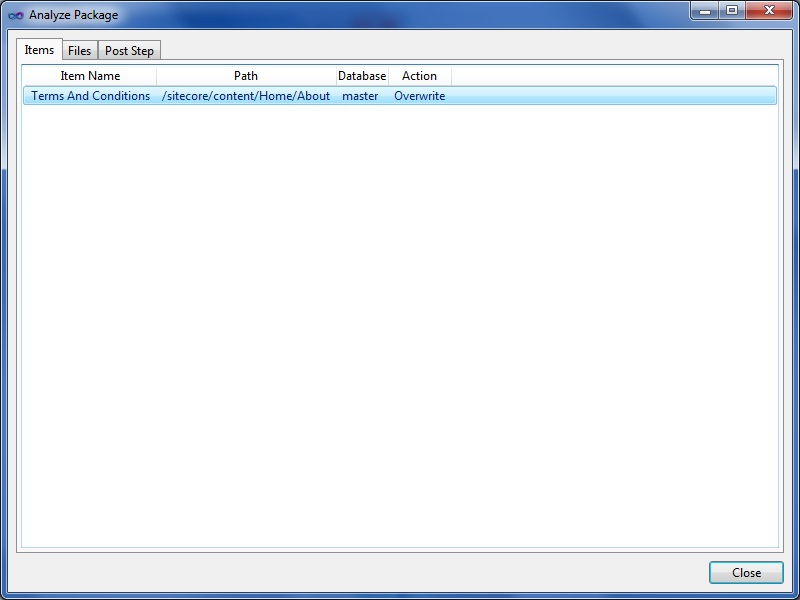 Analyze Package
Items Files Post Step
Item Name Path Database Action
Terms And Conditions /sitecore/content/Home/About master Overwrite
Close